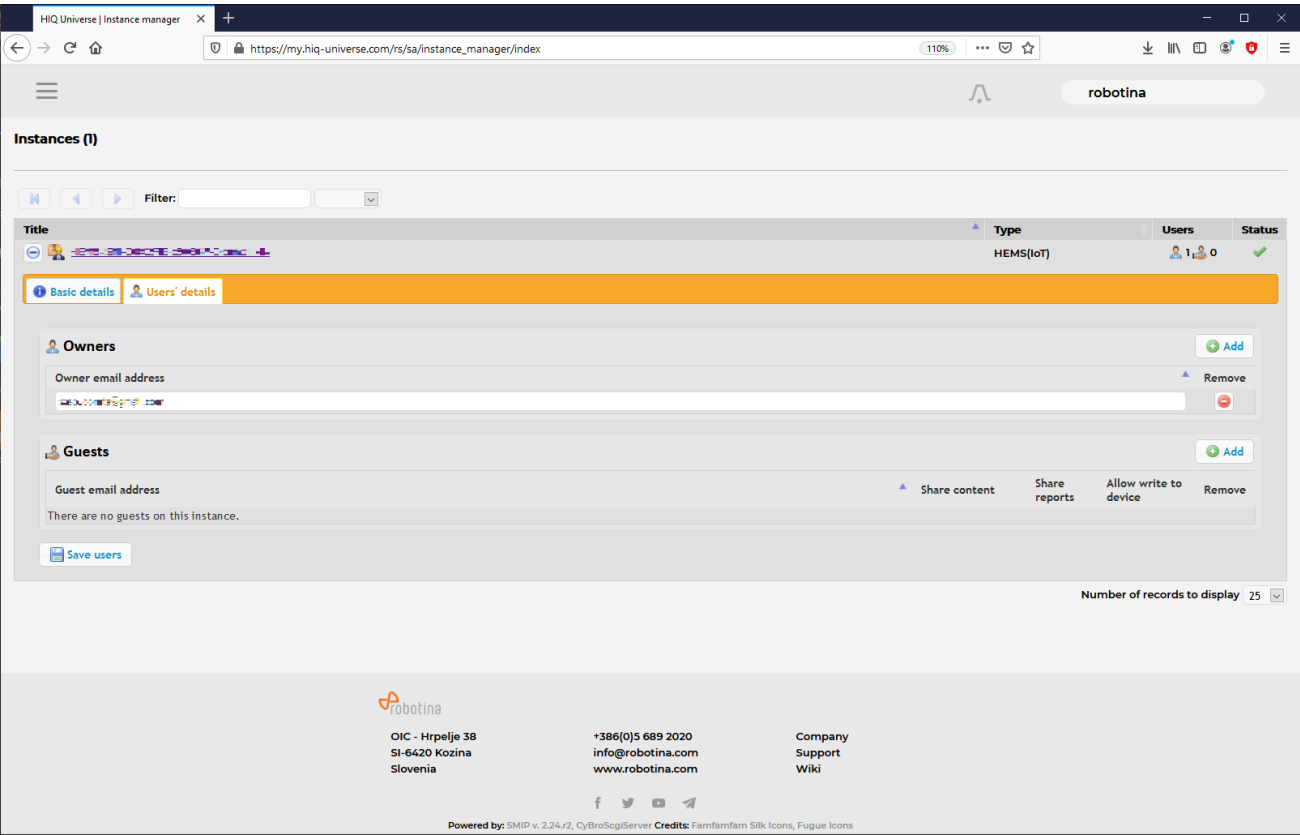 HIQ Universe | Instance manager
https://my.hiq-universe.com/rs/sa/instance_manager/index
110%
robotina
Instances (1)
Filter:
Title Type Users Status
HEMS(IoT) 1 0
Basic details Users' details
Owners Add
Owner email address Remove
Guests Add
Guest email address Share content Share reports Allow write to device Remove
There are no guests on this instance.
Save users
Number of records to display 25
robotina
OIC - Hrpelje 38 +386(0)5 689 2020 Company
SI-6420 Kozina info@robotina.com Support
Slovenia www.robotina.com Wiki
Powered by: SMIP v. 2.24.r2, CyBroScgiServer Credits: Famfamfam Silk Icons, Fugue Icons